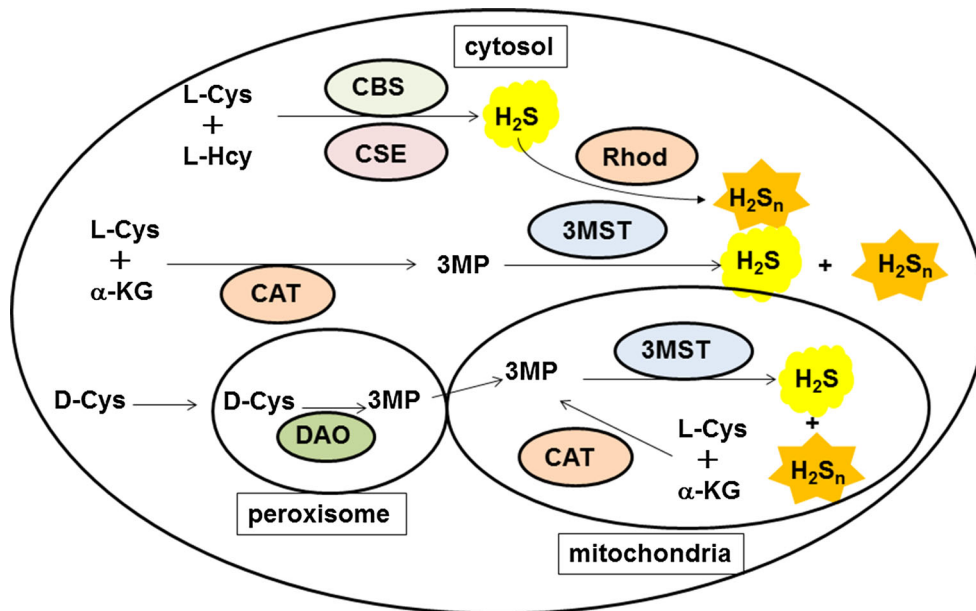 cytosol
L-Cys
+
L-Hcy
CBS
CSE
H₂S
Rhod
H₂Sₙ
L-Cys
+
α-KG
CAT
3MP
3MST
H₂S
+
H₂Sₙ
D-Cys
D-Cys
DAO
3MP
peroxisome
3MP
3MST
H₂S
+
H₂Sₙ
CAT
L-Cys
+
α-KG
mitochondria